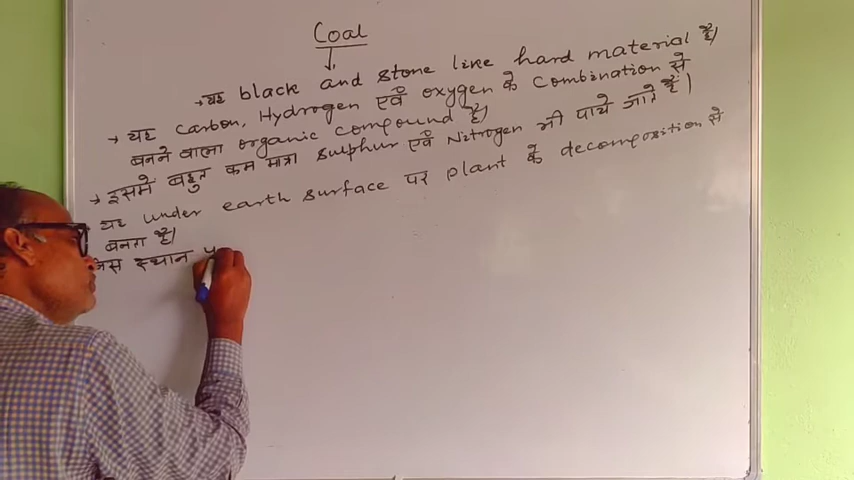 Coal
→ यह black and stone like hard material है।
→ यह Carbon, Hydrogen एवं oxygen के Combination से
बनने वाला organic compound है।
→ इसमें बहुत कम मात्रा sulphur एवं Nitrogen भी पाये जाते हैं।
यह under earth surface पर plant के decomposition से
बनता है।
स्थान